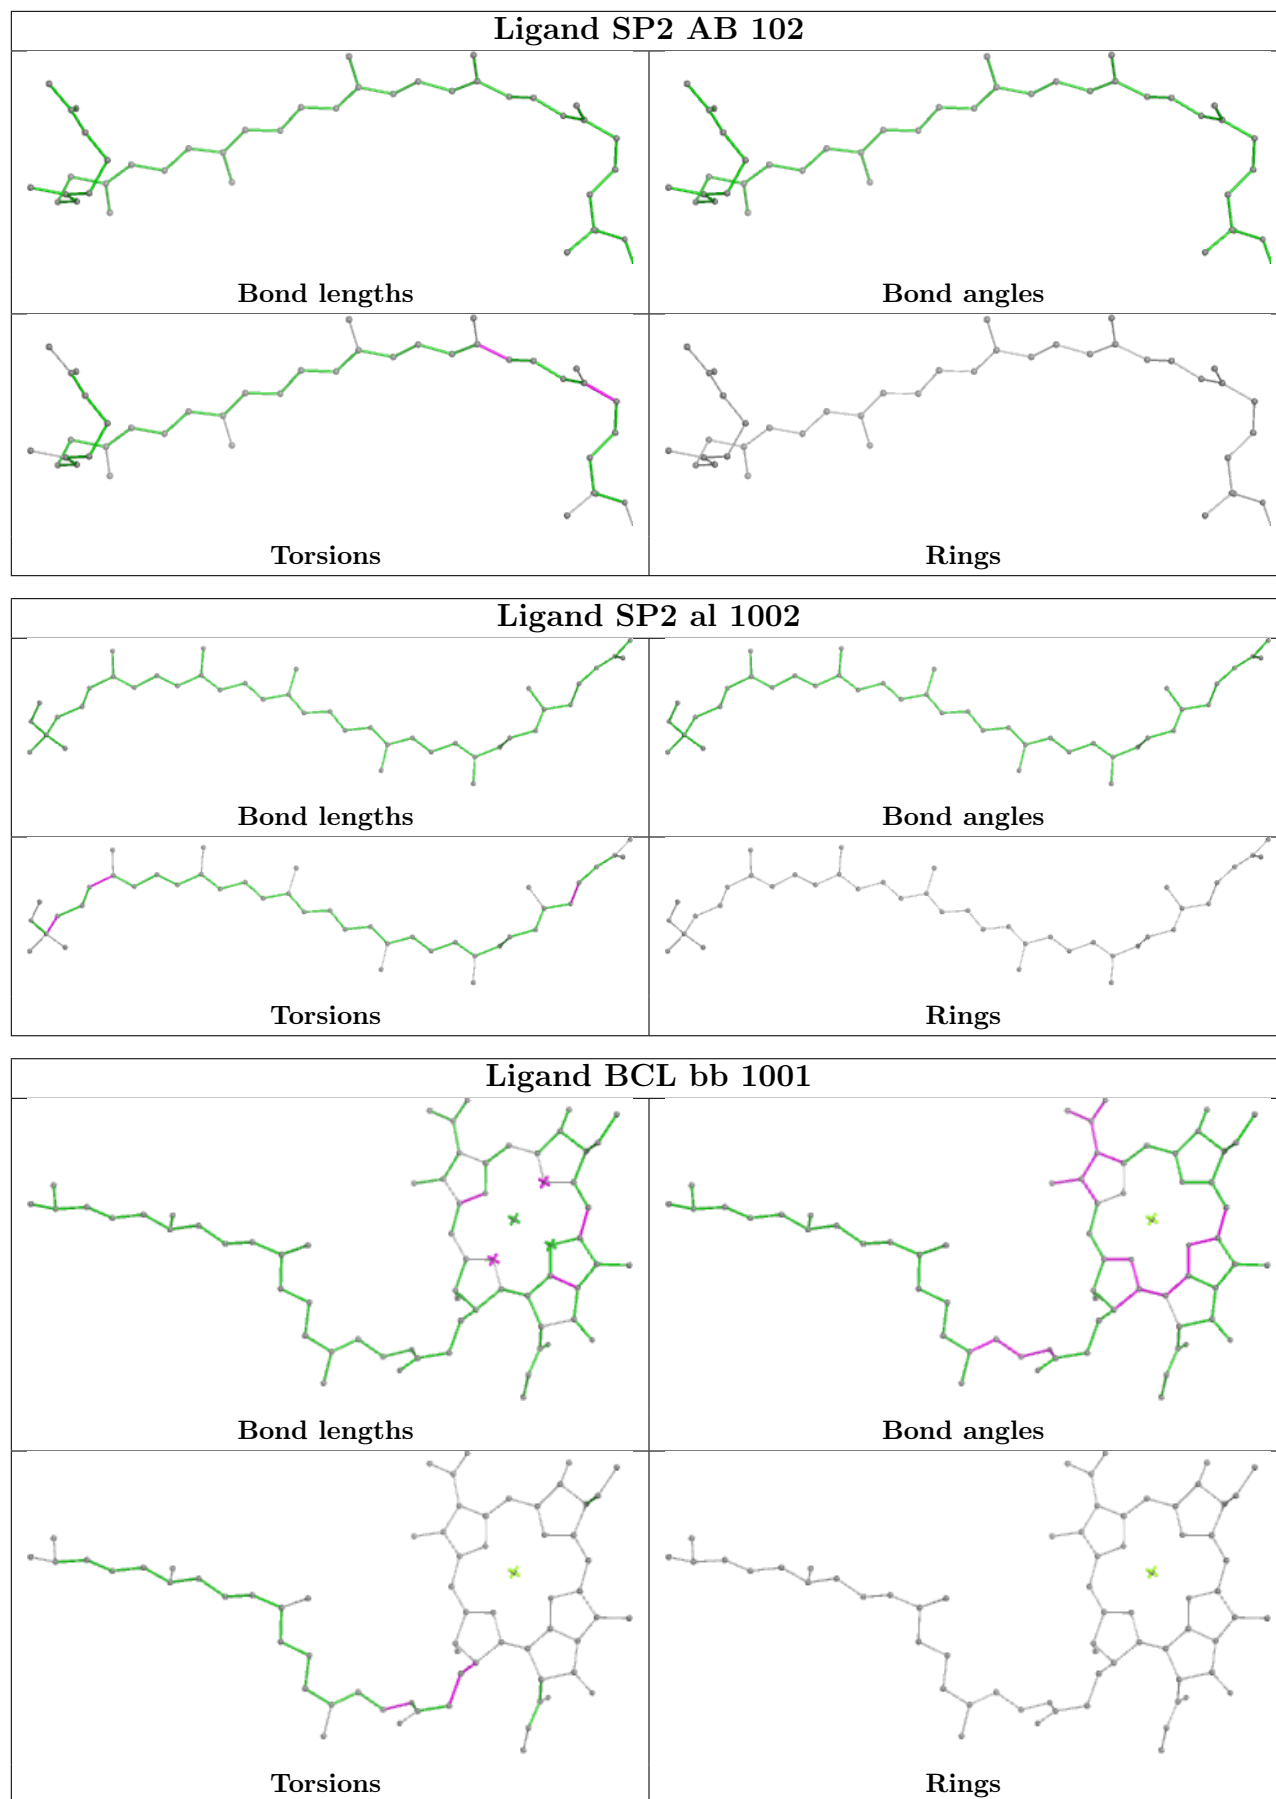 Ligand SP2 AB 102
Bond lengths
Bond angles
Torsions
Rings
Ligand SP2 al 1002
Bond lengths
Bond angles
Torsions
Rings
Ligand BCL bb 1001
Bond lengths
Bond angles
Torsions
Rings